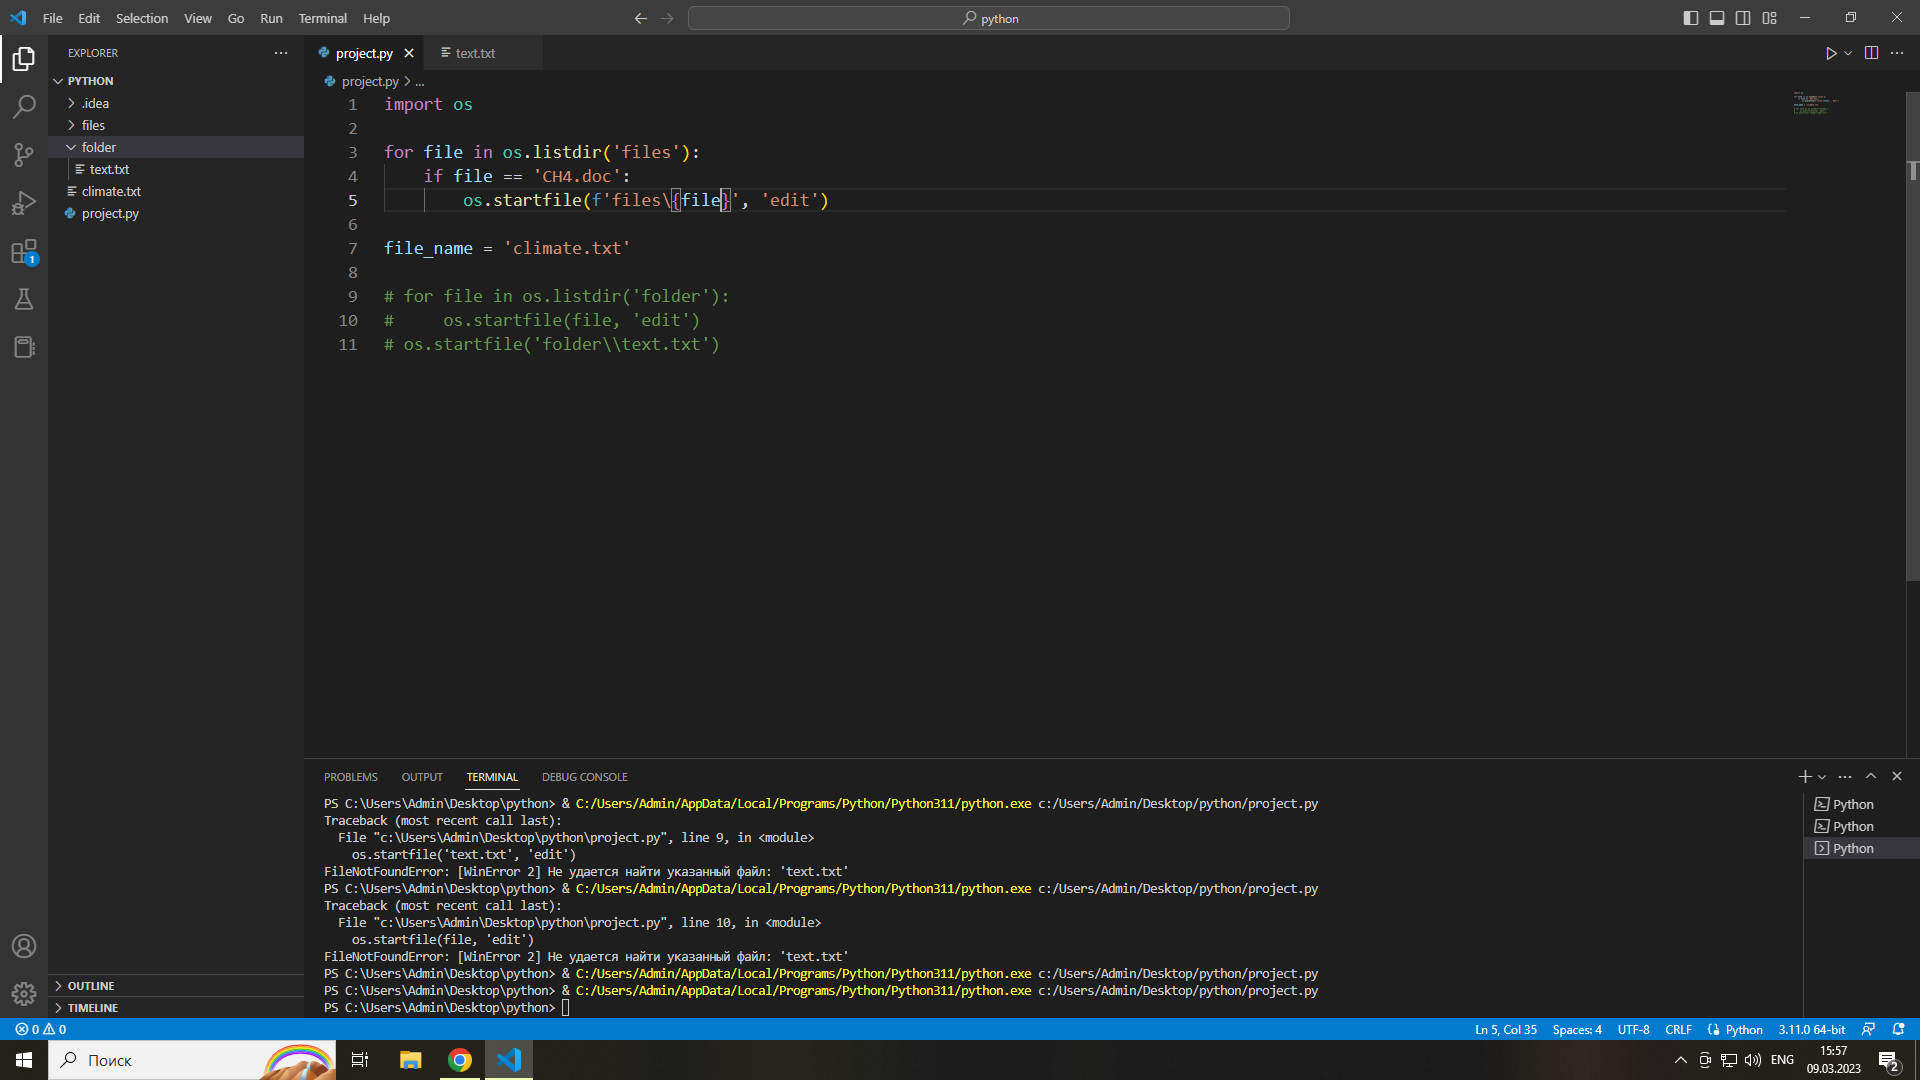 File Edit Selection View Go Run Terminal Help
python
EXPLORER
PYTHON
.idea
files
folder
text.txt
climate.txt
project.py
OUTLINE
TIMELINE
project.py
text.txt
project.py > ...
1 import os
2
3 for file in os.listdir('files'):
4 if file == 'CH4.doc':
5 os.startfile(f'files\{file}', 'edit')
6
7 file_name = 'climate.txt'
8
9 # for file in os.listdir('folder'):
10 # os.startfile(file, 'edit')
11 # os.startfile('folder\\text.txt')
PROBLEMS OUTPUT TERMINAL DEBUG CONSOLE
PS C:\Users\Admin\Desktop\python> & C:/Users/Admin/AppData/Local/Programs/Python/Python311/python.exe c:/Users/Admin/Desktop/python/project.py
Traceback (most recent call last):
File "c:\Users\Admin\Desktop\python\project.py", line 9, in <module>
os.startfile('text.txt', 'edit')
FileNotFoundError: [WinError 2] Не удается найти указанный файл: 'text.txt'
PS C:\Users\Admin\Desktop\python> & C:/Users/Admin/AppData/Local/Programs/Python/Python311/python.exe c:/Users/Admin/Desktop/python/project.py
Traceback (most recent call last):
File "c:\Users\Admin\Desktop\python\project.py", line 10, in <module>
os.startfile(file, 'edit')
FileNotFoundError: [WinError 2] Не удается найти указанный файл: 'text.txt'
PS C:\Users\Admin\Desktop\python> & C:/Users/Admin/AppData/Local/Programs/Python/Python311/python.exe c:/Users/Admin/Desktop/python/project.py
PS C:\Users\Admin\Desktop\python> & C:/Users/Admin/AppData/Local/Programs/Python/Python311/python.exe c:/Users/Admin/Desktop/python/project.py
PS C:\Users\Admin\Desktop\python>
Python
Python
Python
1
0 0
Ln 5, Col 35 Spaces: 4 UTF-8 CRLF Python 3.11.0 64-bit
Поиск
ENG
15:57
09.03.2023
2